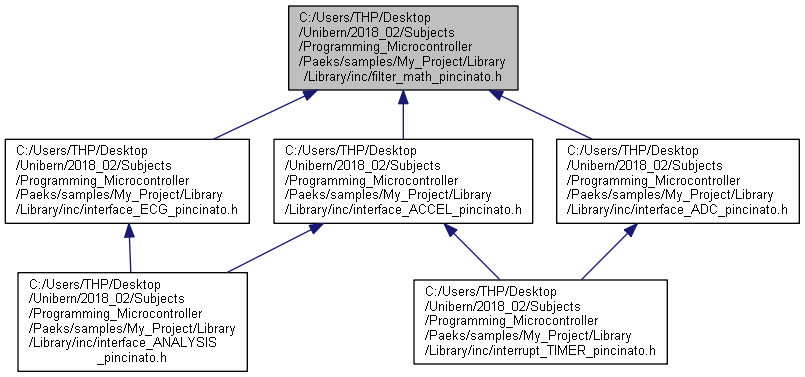 C:/Users/THP/Desktop
/Unibern/2018_02/Subjects
/Programming_Microcontroller
/Paeks/samples/My_Project/Library
/Library/inc/filter_math_pincinato.h
C:/Users/THP/Desktop
/Unibern/2018_02/Subjects
/Programming_Microcontroller
/Paeks/samples/My_Project/Library
/Library/inc/interface_ECG_pincinato.h
C:/Users/THP/Desktop
/Unibern/2018_02/Subjects
/Programming_Microcontroller
/Paeks/samples/My_Project/Library
/Library/inc/interface_ACCEL_pincinato.h
C:/Users/THP/Desktop
/Unibern/2018_02/Subjects
/Programming_Microcontroller
/Paeks/samples/My_Project/Library
/Library/inc/interface_ADC_pincinato.h
C:/Users/THP/Desktop
/Unibern/2018_02/Subjects
/Programming_Microcontroller
/Paeks/samples/My_Project/Library
/Library/inc/interface_ANALYSIS
_pincinato.h
C:/Users/THP/Desktop
/Unibern/2018_02/Subjects
/Programming_Microcontroller
/Paeks/samples/My_Project/Library
/Library/inc/interrupt_TIMER_pincinato.h